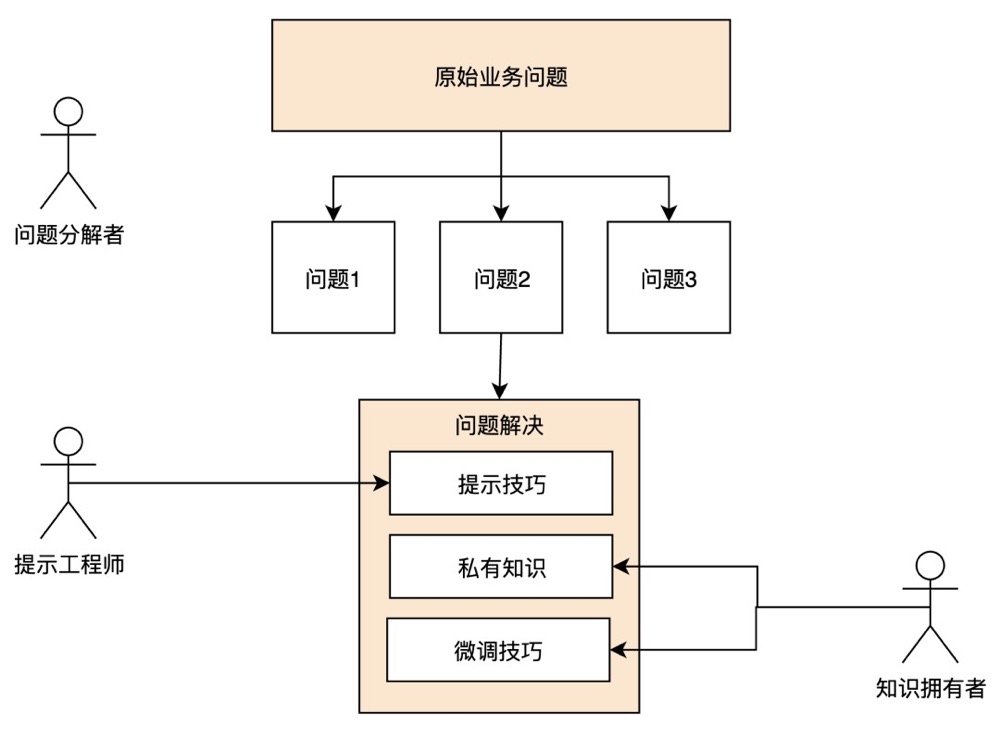 原始业务问题
问题分解者
问题1
问题2
问题3
问题解决
提示技巧
提示工程师
私有知识
微调技巧
知识拥有者